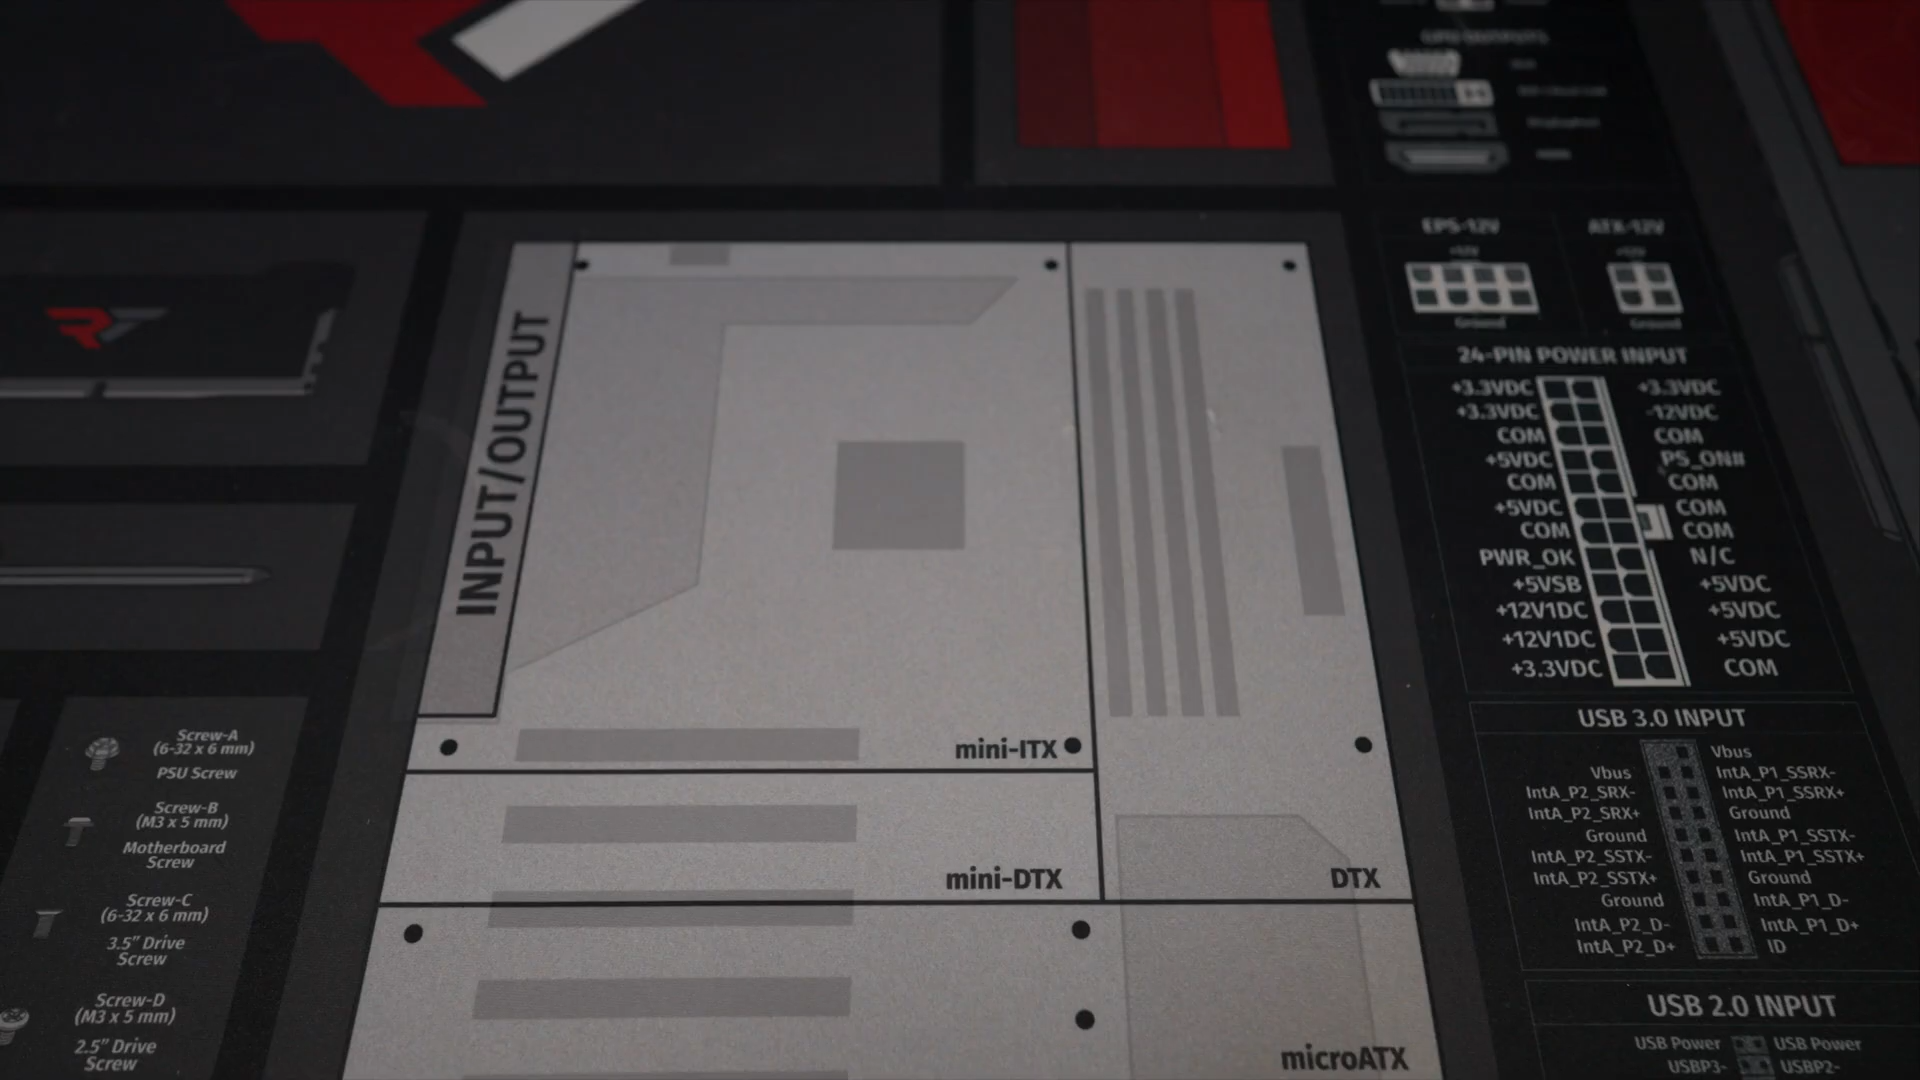 INPUT/OUTPUT
mini-ITX
mini-DTX
DTX
microATX
Screw-A
(6-32 x 6 mm)
PSU Screw
Screw-B
(M3 x 5 mm)
Motherboard
Screw
Screw-C
(6-32 x 6 mm)
3.5” Drive
Screw
Screw-D
(M3 x 5 mm)
2.5” Drive
Screw
EPS-12V ATX-12V
Ground Ground
24-PIN POWER INPUT
+3.3VDC +3.3VDC
+3.3VDC -12VDC
COM COM
+5VDC PS_ON#
COM COM
+5VDC COM
COM COM
PWR_OK N/C
+5VSB +5VDC
+12V1DC +5VDC
+12V1DC +5VDC
+3.3VDC COM
USB 3.0 INPUT
Vbus
Vbus IntA_P1_SSRX-
IntA_P2_SRX- IntA_P1_SSRX+
IntA_P2_SRX+ Ground
Ground IntA_P1_SSTX-
IntA_P2_SSTX- IntA_P1_SSTX+
IntA_P2_SSTX+ Ground
Ground IntA_P1_D-
IntA_P2_D- IntA_P1_D+
IntA_P2_D+ ID
USB 2.0 INPUT
USB Power USB Power
USBP3- USBP2-